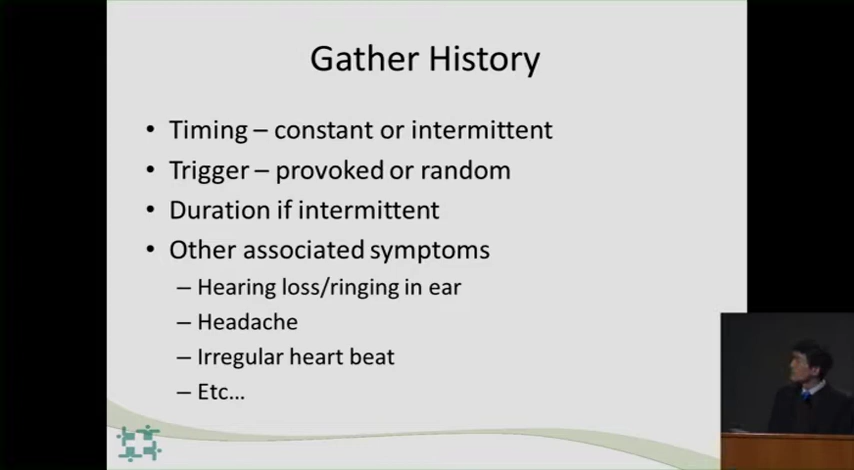 Gather History
• Timing – constant or intermittent
• Trigger – provoked or random
• Duration if intermittent
• Other associated symptoms
– Hearing loss/ringing in ear
– Headache
– Irregular heart beat
– Etc…